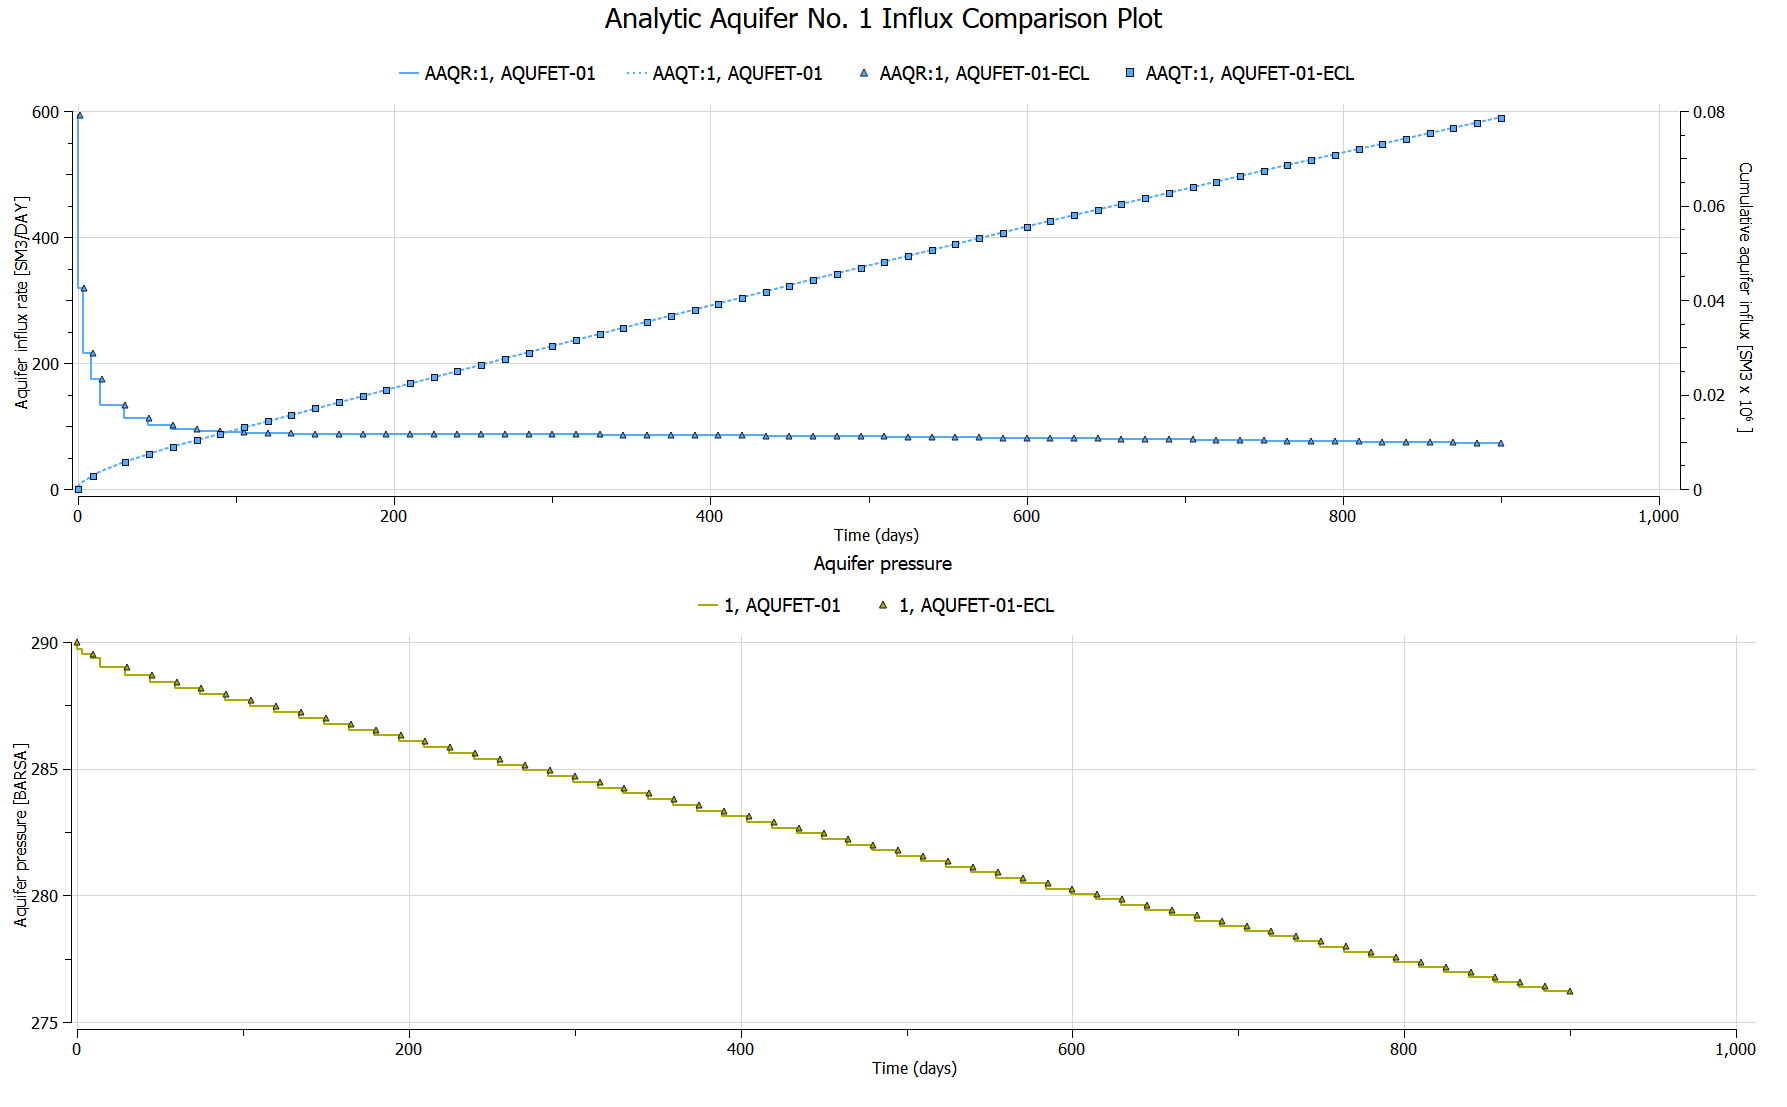 Analytic Aquifer No. 1 Influx Comparison Plot
AAQR:1, AQUFET-01 AAQT:1, AQUFET-01 AAQR:1, AQUFET-01-ECL AAQT:1, AQUFET-01-ECL
Aquifer influx rate [SM3/DAY]
600
400
200
0
0.08
0.06
0.04
0.02
0
Cumulative aquifer influx [SM3 x 10⁶]
0 200 400 600 800 1,000
Time (days)
Aquifer pressure
1, AQUFET-01 1, AQUFET-01-ECL
Aquifer pressure [BARSA]
290
285
280
275
0 200 400 600 800 1,000
Time (days)